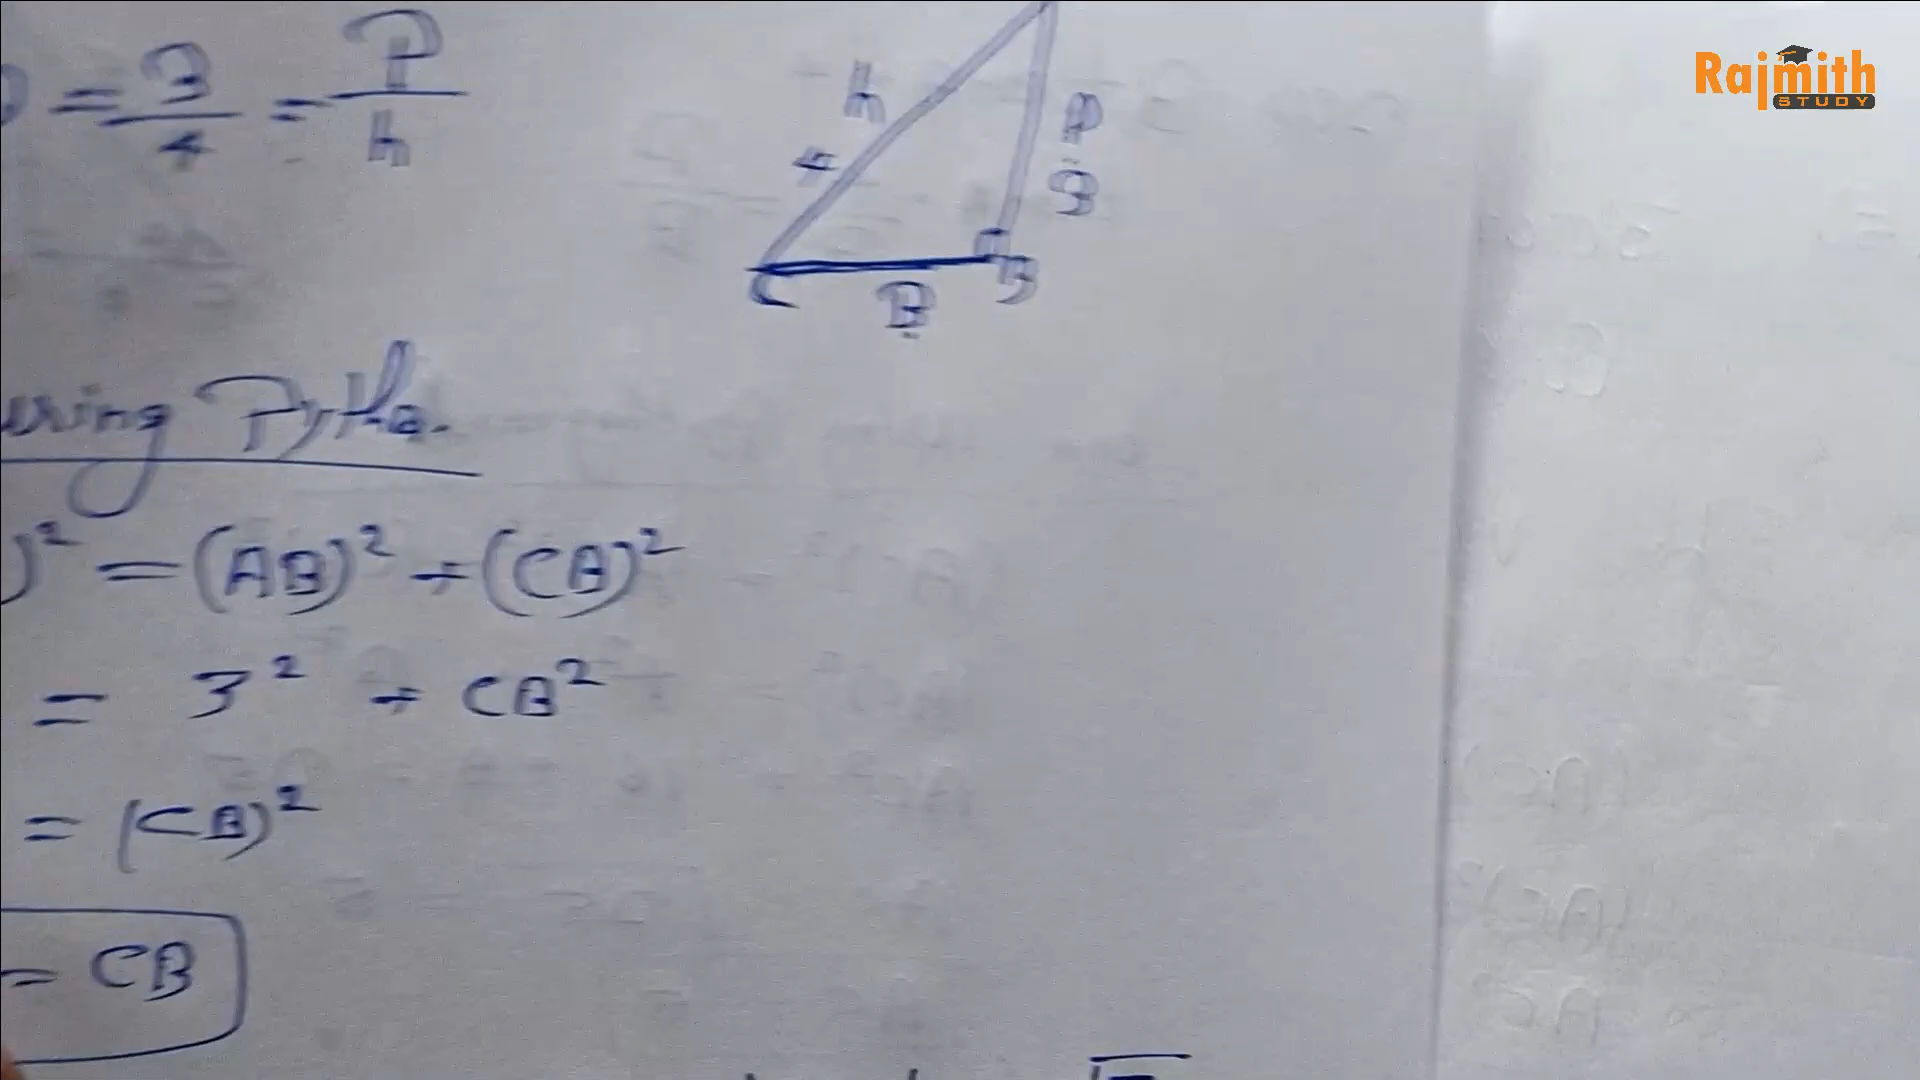 = 3/4 = P/h
h
P
4
3
C
B
B
using Pytha.
)² = (AB)² + (CB)²
= 3² + CB²
= (CB)²
= CB
Rajmith
STUDY